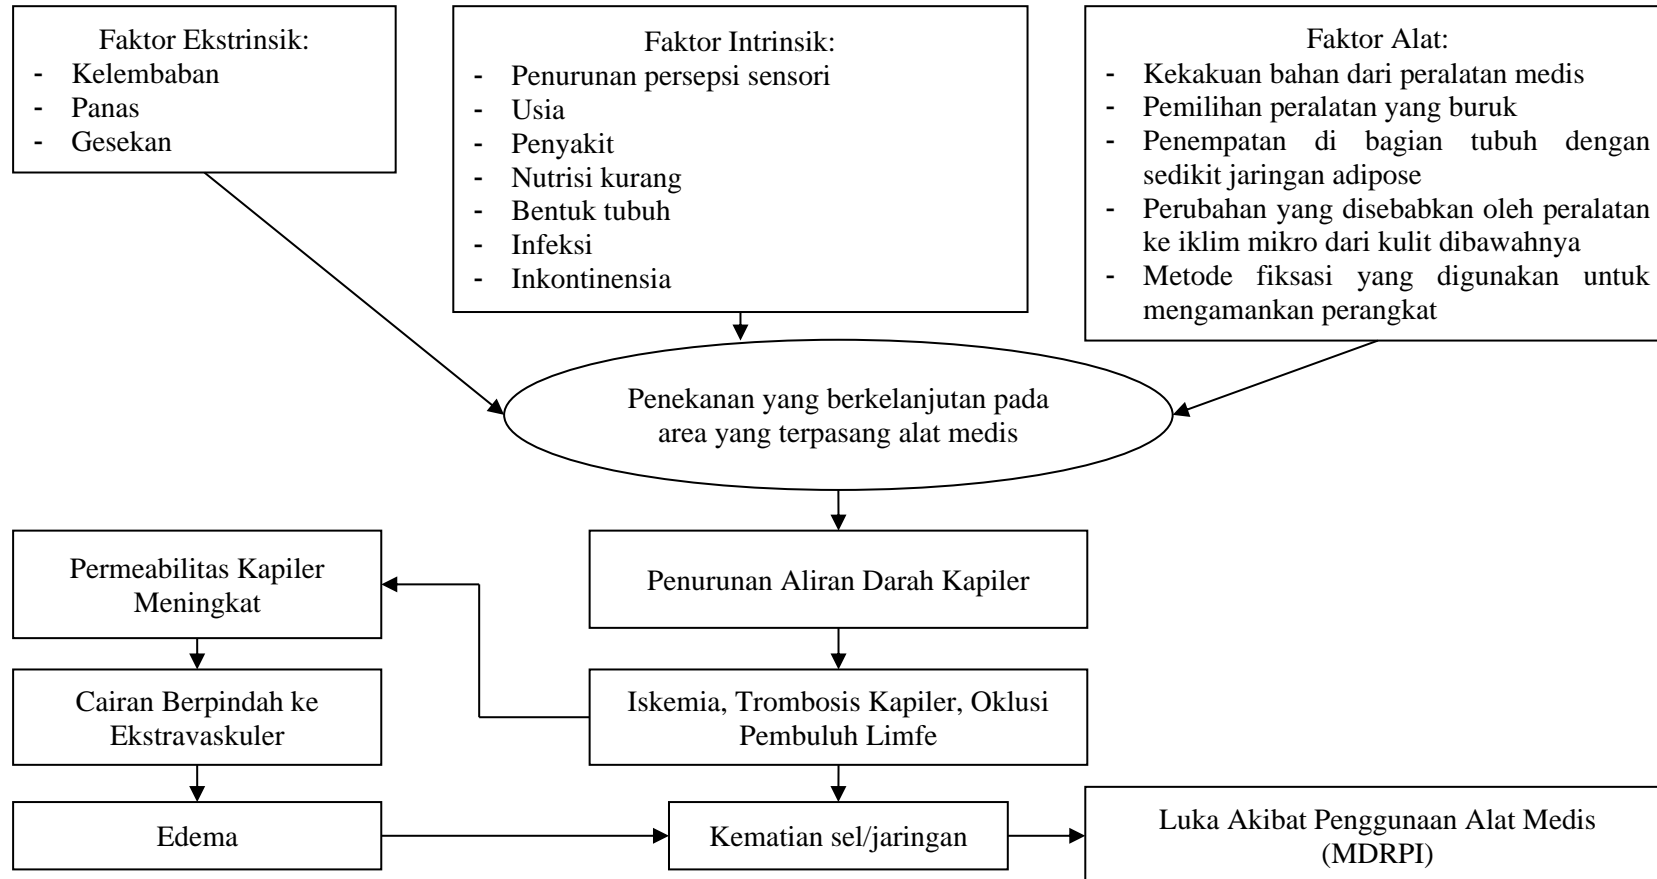 Faktor Ekstrinsik:
- Kelembaban
- Panas
- Gesekan
Faktor Intrinsik:
- Penurunan persepsi sensori
- Usia
- Penyakit
- Nutrisi kurang
- Bentuk tubuh
- Infeksi
- Inkontinensia
Faktor Alat:
- Kekakuan bahan dari peralatan medis
- Pemilihan peralatan yang buruk
- Penempatan di bagian tubuh dengan
sedikit jaringan adipose
- Perubahan yang disebabkan oleh peralatan
ke iklim mikro dari kulit dibawahnya
- Metode fiksasi yang digunakan untuk
mengamankan perangkat
Penekanan yang berkelanjutan pada
area yang terpasang alat medis
Penurunan Aliran Darah Kapiler
Permeabilitas Kapiler
Meningkat
Iskemia, Trombosis Kapiler, Oklusi
Pembuluh Limfe
Cairan Berpindah ke
Ekstravaskuler
Edema
Kematian sel/jaringan
Luka Akibat Penggunaan Alat Medis
(MDRPI)